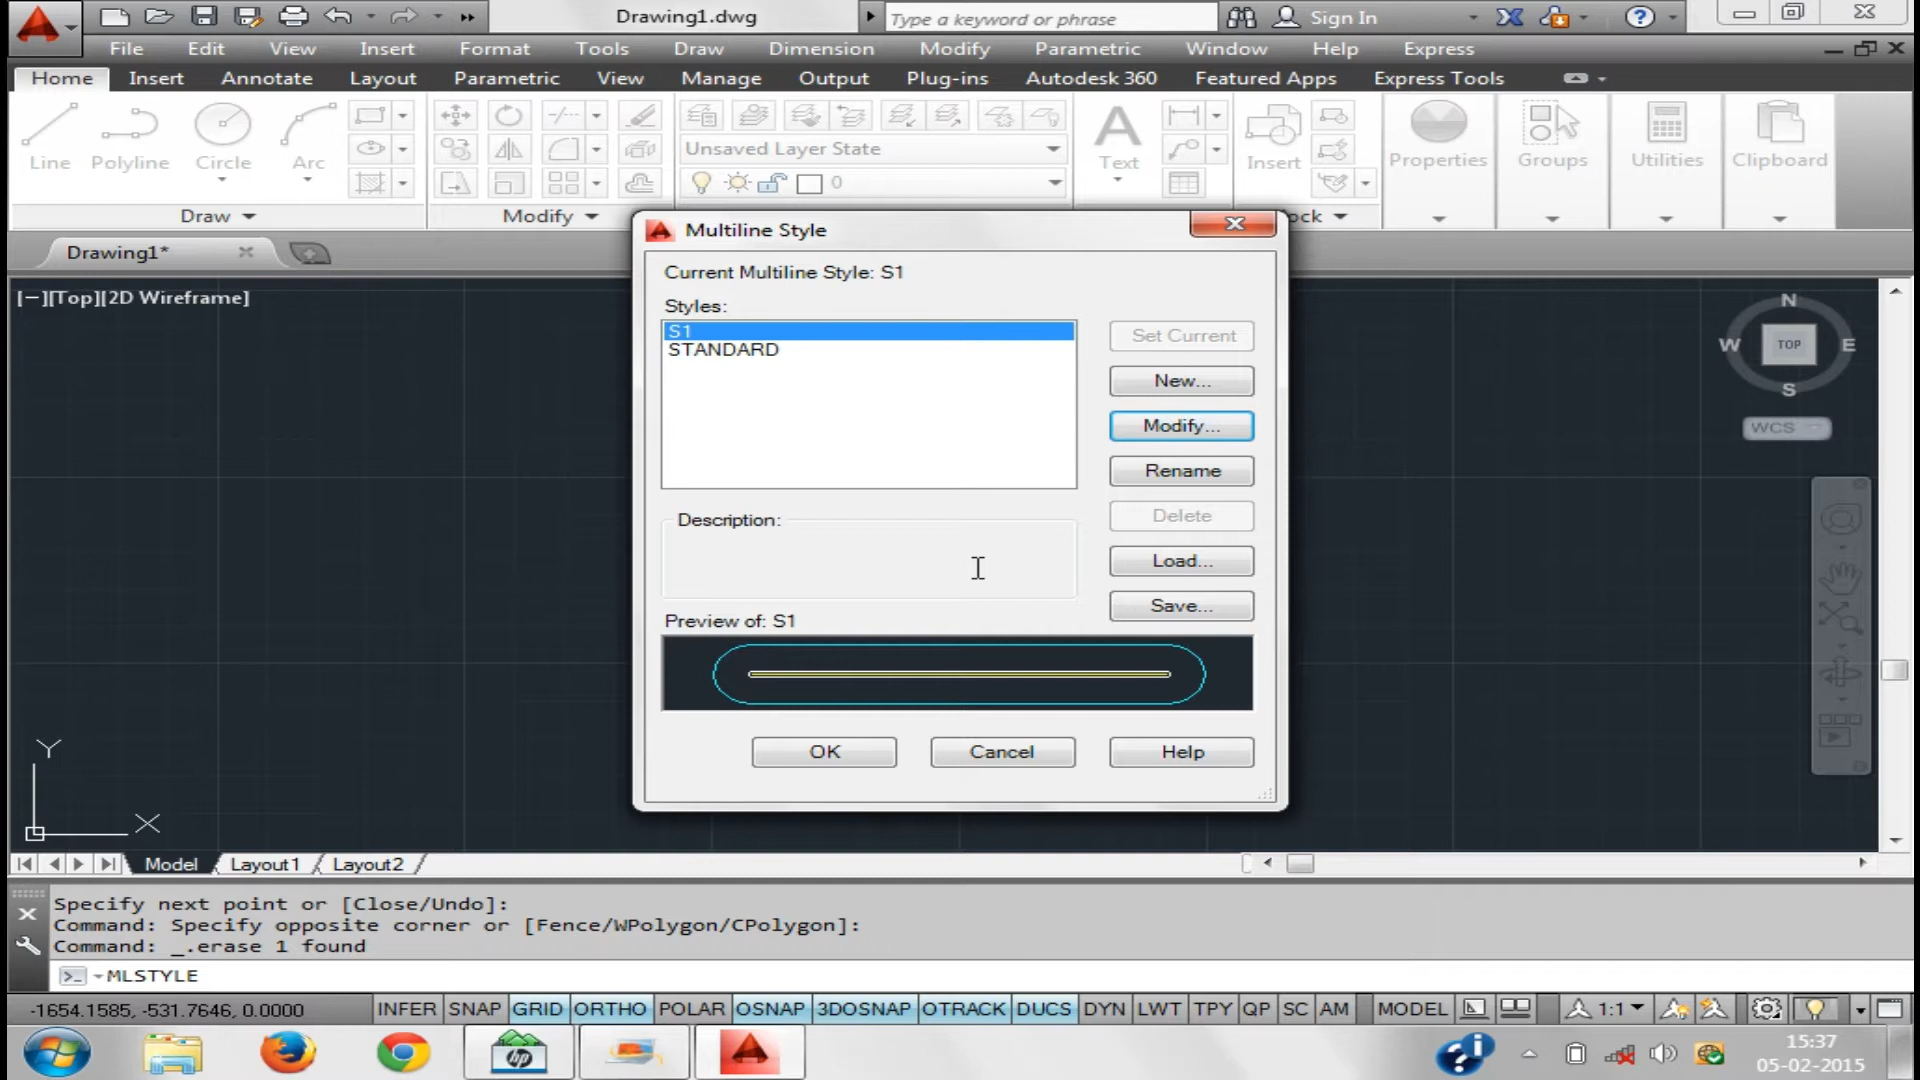 Drawing1.dwg
Type a keyword or phrase
Sign In
File Edit View Insert Format Tools Draw Dimension Modify Parametric Window Help Express
Home Insert Annotate Layout Parametric View Manage Output Plug-ins Autodesk 360 Featured Apps Express Tools
Line Polyline Circle Arc
Unsaved Layer State
0
Text
Insert
Properties Groups Utilities Clipboard
Draw Modify ock
Drawing1*
[−][Top][2D Wireframe]
N
W TOP E
S
WCS
Multiline Style
Current Multiline Style: S1
Styles:
S1
STANDARD
Set Current
New...
Modify...
Rename
Delete
Load...
Save...
Description:
Preview of: S1
OK Cancel Help
Y
X
Model Layout1 Layout2
Specify next point or [Close/Undo]:
Command: Specify opposite corner or [Fence/WPolygon/CPolygon]:
Command: _.erase 1 found
>_ MLSTYLE
-1654.1585, -531.7646, 0.0000 INFER SNAP GRID ORTHO POLAR OSNAP 3DOSNAP OTRACK DUCS DYN LWT TPY QP SC AM MODEL 1:1
hp
15:37
05-02-2015